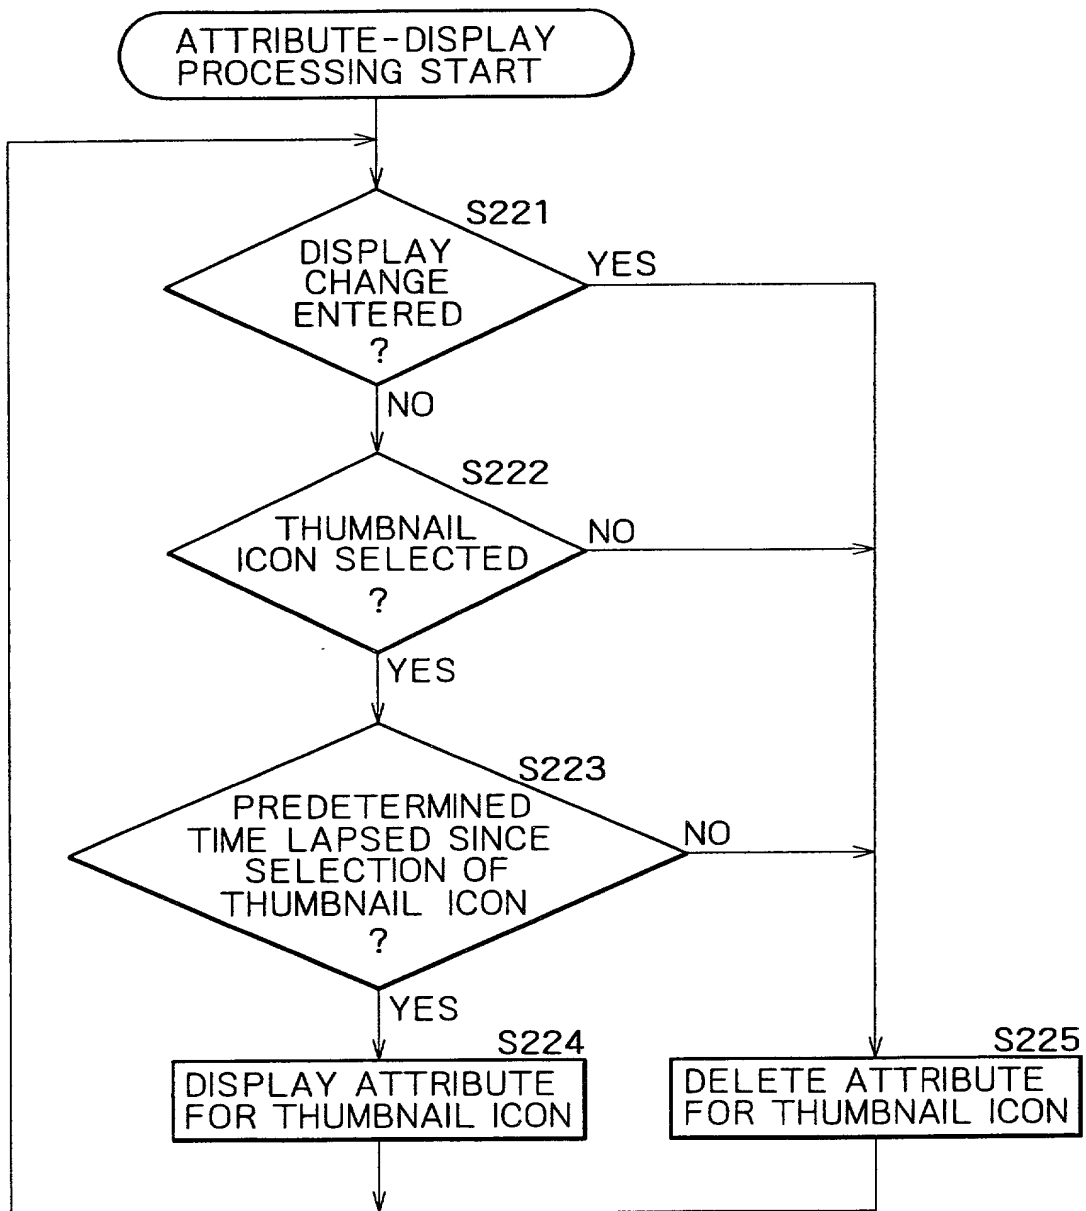 ATTRIBUTE-DISPLAY
PROCESSING START
S221
DISPLAY
CHANGE
ENTERED
?
YES
NO
S222
THUMBNAIL
ICON SELECTED
?
NO
YES
S223
PREDETERMINED
TIME LAPSED SINCE
SELECTION OF
THUMBNAIL ICON
?
NO
YES
S224
DISPLAY ATTRIBUTE
FOR THUMBNAIL ICON
S225
DELETE ATTRIBUTE
FOR THUMBNAIL ICON